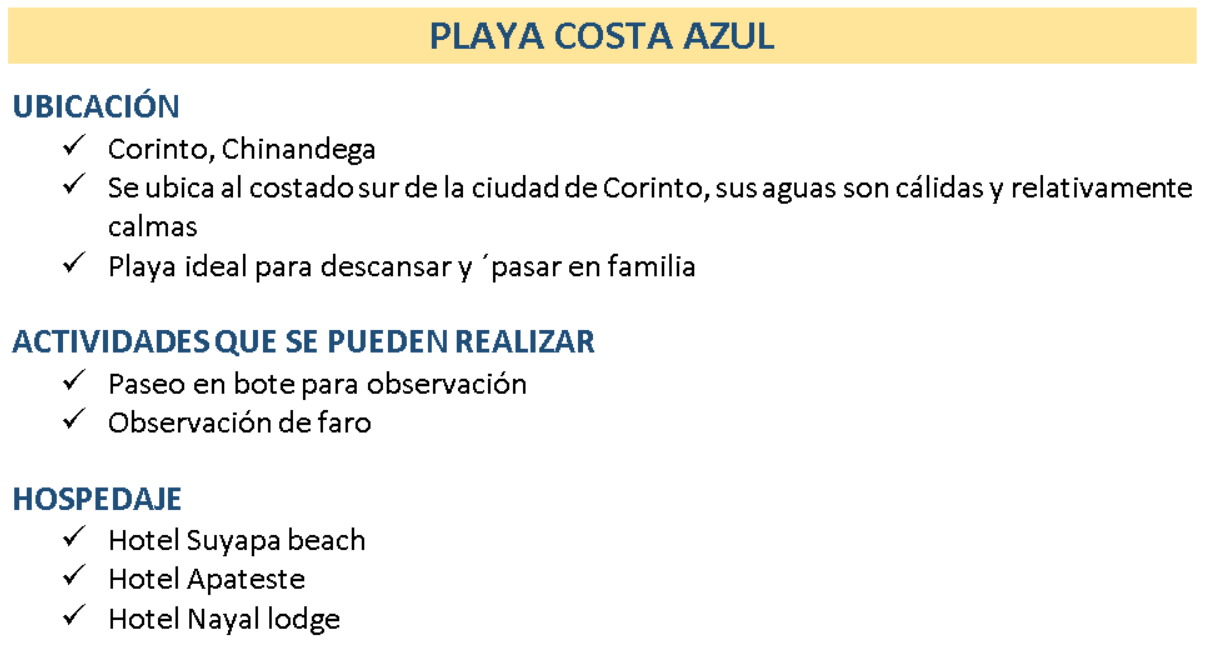 PLAYA COSTA AZUL
UBICACIÓN
✓ Corinto, Chinandega
✓ Se ubica al costado sur de la ciudad de Corinto, sus aguas son cálidas y relativamente
calmas
✓ Playa ideal para descansar y ´pasar en familia
ACTIVIDADES QUE SE PUEDEN REALIZAR
✓ Paseo en bote para observación
✓ Observación de faro
HOSPEDAJE
✓ Hotel Suyapa beach
✓ Hotel Apateste
✓ Hotel Nayal lodge